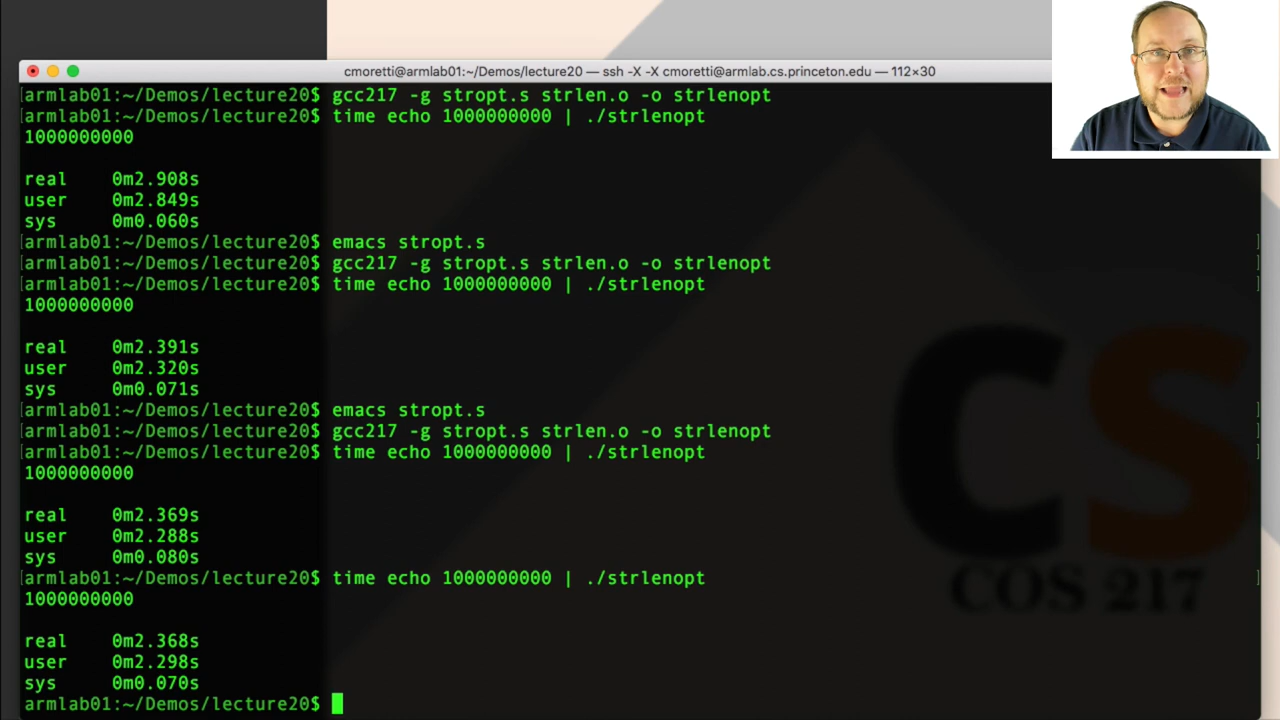 cmoretti@armlab01:~/Demos/lecture20 — ssh -X -X cmoretti@armlab.cs.princeton.edu — 112×30
[armlab01:~/Demos/lecture20$ gcc217 -g stropt.s strlen.o -o strlenopt
[armlab01:~/Demos/lecture20$ time echo 1000000000 | ./strlenopt
1000000000
real 0m2.908s
user 0m2.849s
sys 0m0.060s
[armlab01:~/Demos/lecture20$ emacs stropt.s ]
[armlab01:~/Demos/lecture20$ gcc217 -g stropt.s strlen.o -o strlenopt ]
[armlab01:~/Demos/lecture20$ time echo 1000000000 | ./strlenopt ]
1000000000
real 0m2.391s
user 0m2.320s
sys 0m0.071s
[armlab01:~/Demos/lecture20$ emacs stropt.s ]
[armlab01:~/Demos/lecture20$ gcc217 -g stropt.s strlen.o -o strlenopt ]
[armlab01:~/Demos/lecture20$ time echo 1000000000 | ./strlenopt ]
1000000000
real 0m2.369s
user 0m2.288s
sys 0m0.080s
[armlab01:~/Demos/lecture20$ time echo 1000000000 | ./strlenopt ]
1000000000
real 0m2.368s
user 0m2.298s
sys 0m0.070s
armlab01:~/Demos/lecture20$
CS
COS 217